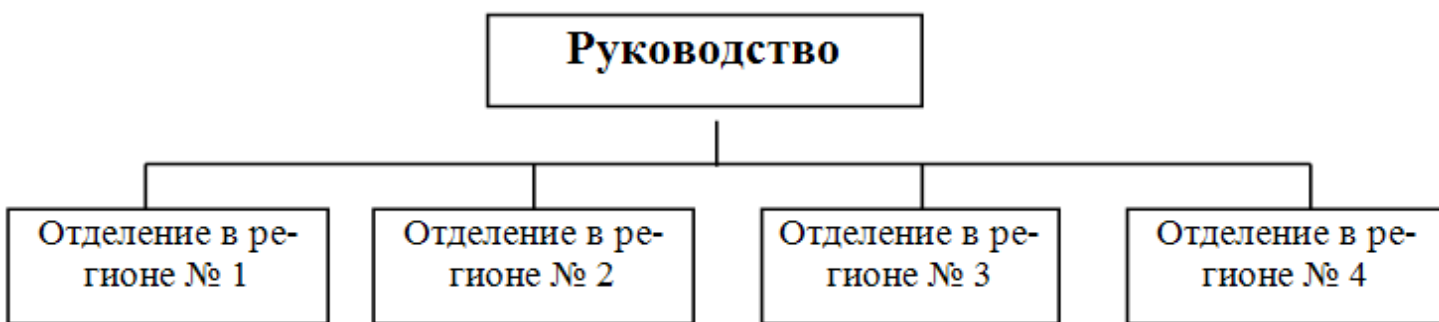 Руководство
Отделение в ре-
гионе № 1
Отделение в ре-
гионе № 2
Отделение в ре-
гионе № 3
Отделение в ре-
гионе № 4